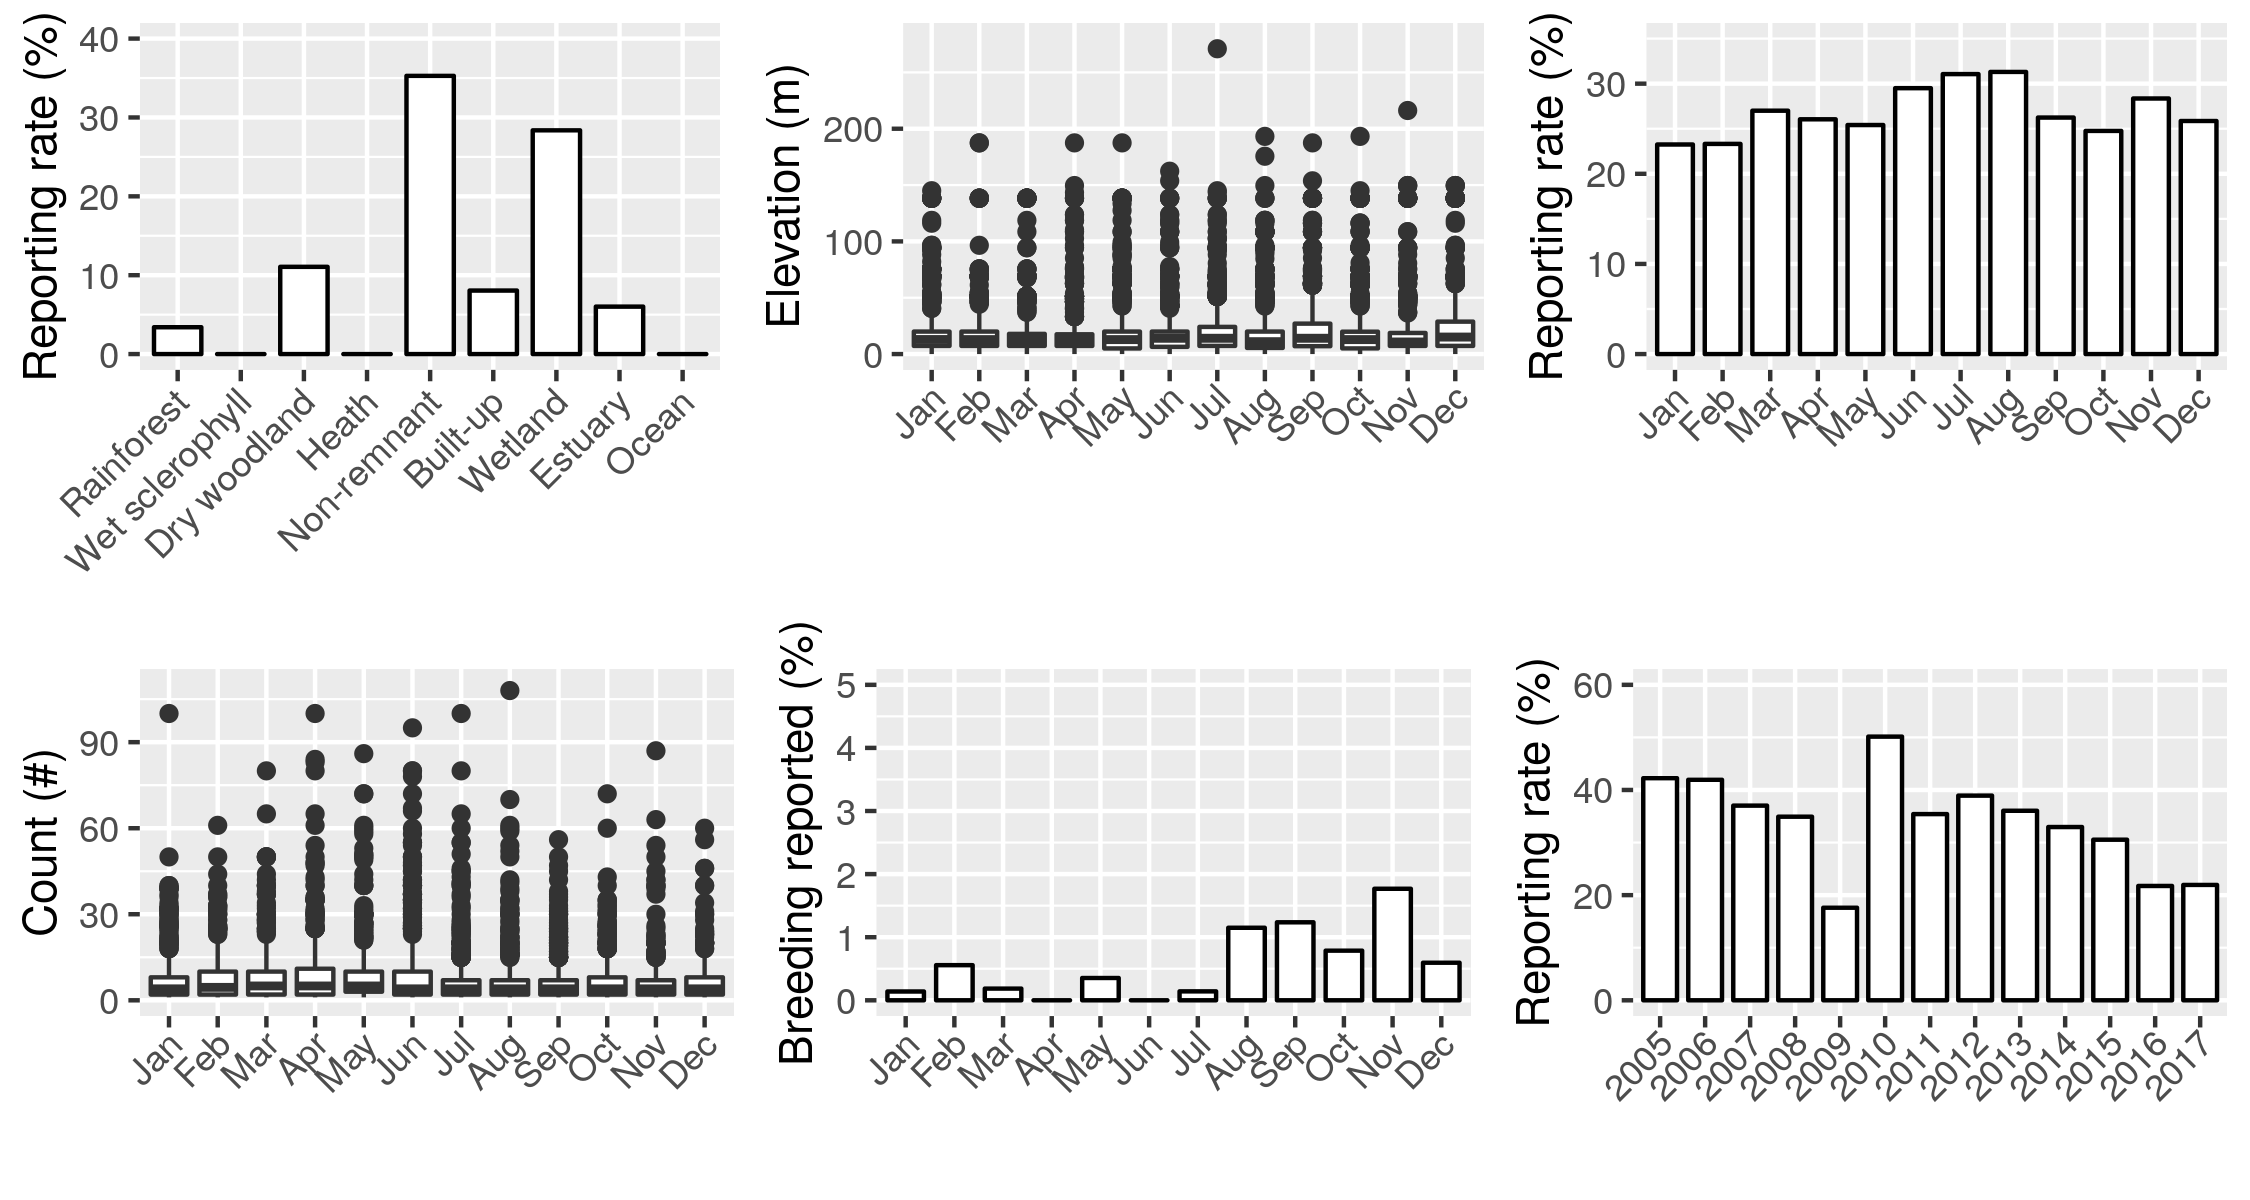 Reporting rate (%)
40
30
20
10
0
Rainforest
Wet sclerophyll
Dry woodland
Heath
Non-remnant
Built-up
Wetland
Estuary
Ocean
Elevation (m)
200
100
0
Jan
Feb
Mar
Apr
May
Jun
Jul
Aug
Sep
Oct
Nov
Dec
Reporting rate (%)
30
20
10
0
Jan
Feb
Mar
Apr
May
Jun
Jul
Aug
Sep
Oct
Nov
Dec
Count (#)
90
60
30
0
Jan
Feb
Mar
Apr
May
Jun
Jul
Aug
Sep
Oct
Nov
Dec
Breeding reported (%)
5
4
3
2
1
0
Jan
Feb
Mar
Apr
May
Jun
Jul
Aug
Sep
Oct
Nov
Dec
Reporting rate (%)
60
40
20
0
2005
2006
2007
2008
2009
2010
2011
2012
2013
2014
2015
2016
2017